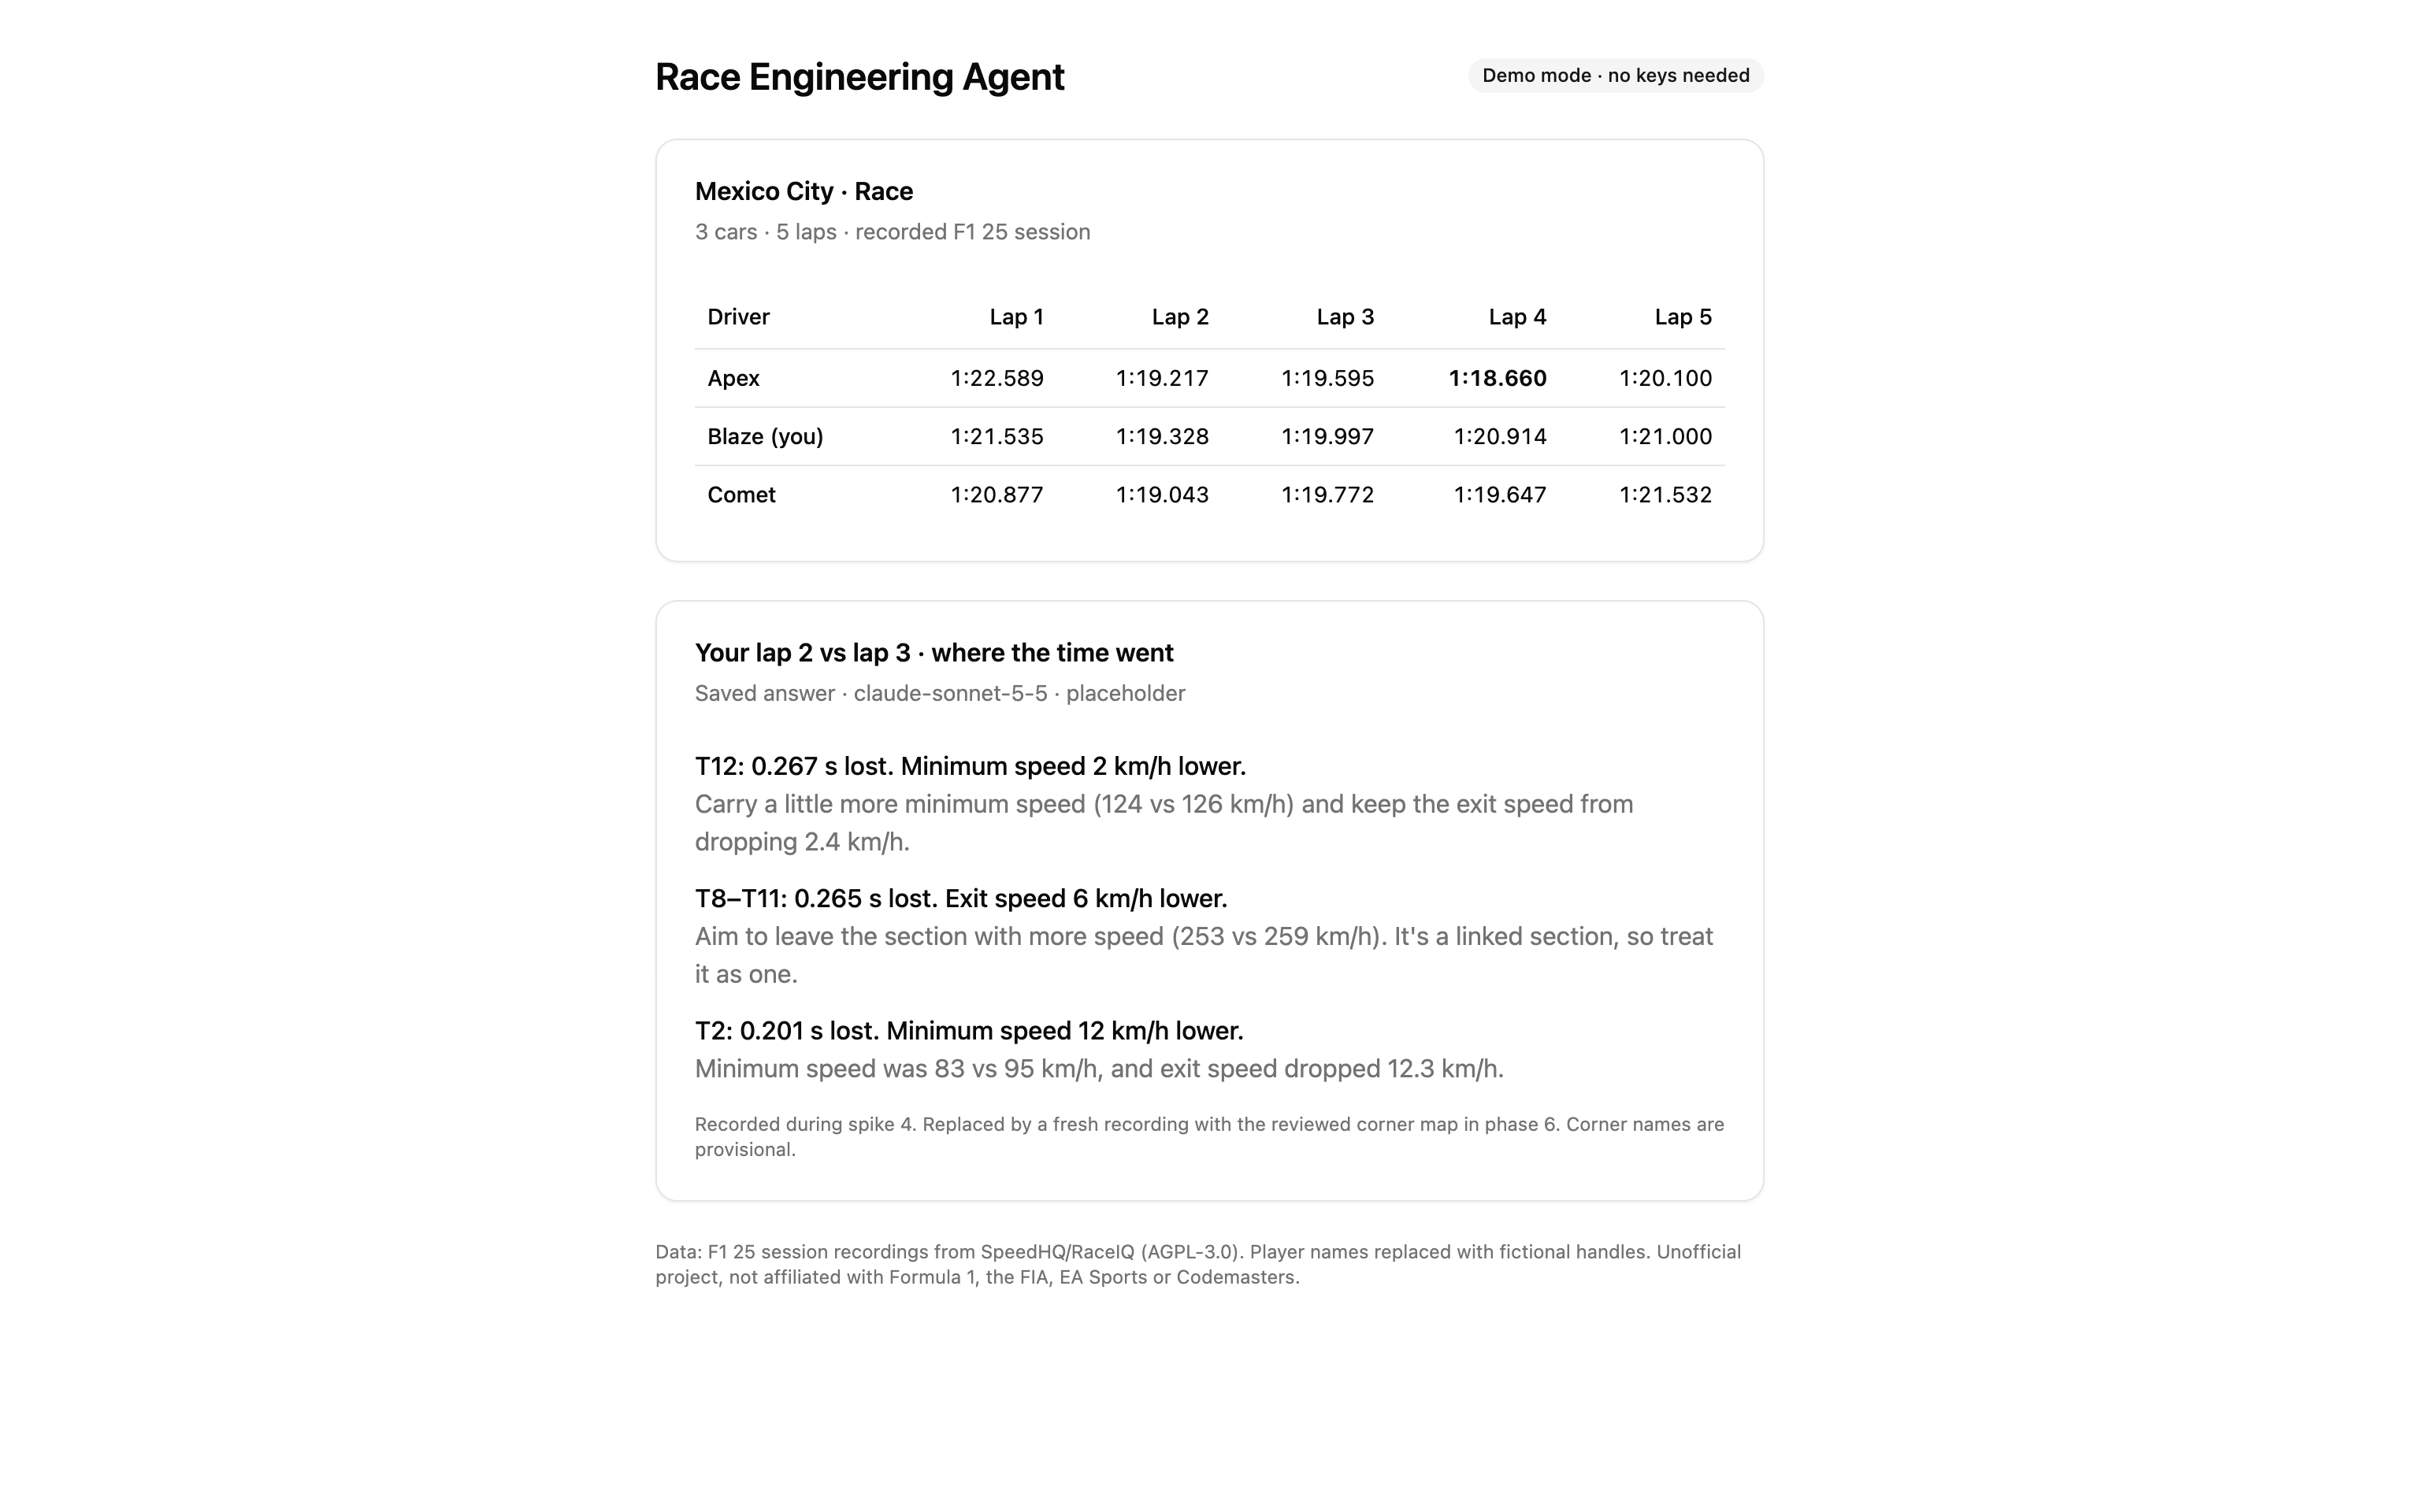 Race Engineering Agent
Demo mode · no keys needed
Mexico City · Race
3 cars · 5 laps · recorded F1 25 session
Driver Lap 1 Lap 2 Lap 3 Lap 4 Lap 5
Apex 1:22.589 1:19.217 1:19.595 1:18.660 1:20.100
Blaze (you) 1:21.535 1:19.328 1:19.997 1:20.914 1:21.000
Comet 1:20.877 1:19.043 1:19.772 1:19.647 1:21.532
Your lap 2 vs lap 3 · where the time went
Saved answer · claude-sonnet-5-5 · placeholder
T12: 0.267 s lost. Minimum speed 2 km/h lower.
Carry a little more minimum speed (124 vs 126 km/h) and keep the exit speed from
dropping 2.4 km/h.
T8–T11: 0.265 s lost. Exit speed 6 km/h lower.
Aim to leave the section with more speed (253 vs 259 km/h). It's a linked section, so treat
it as one.
T2: 0.201 s lost. Minimum speed 12 km/h lower.
Minimum speed was 83 vs 95 km/h, and exit speed dropped 12.3 km/h.
Recorded during spike 4. Replaced by a fresh recording with the reviewed corner map in phase 6. Corner names are
provisional.
Data: F1 25 session recordings from SpeedHQ/RaceIQ (AGPL-3.0). Player names replaced with fictional handles. Unofficial
project, not affiliated with Formula 1, the FIA, EA Sports or Codemasters.